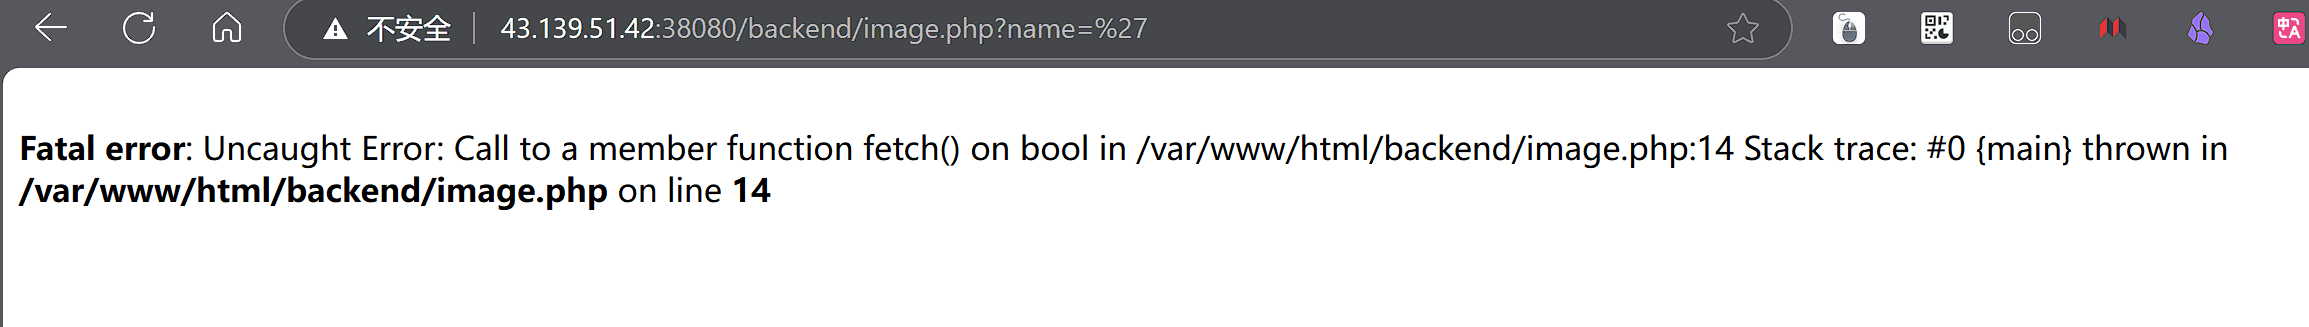 不安全 43.139.51.42:38080/backend/image.php?name=%27
Fatal error: Uncaught Error: Call to a member function fetch() on bool in /var/www/html/backend/image.php:14 Stack trace: #0 {main} thrown in
/var/www/html/backend/image.php on line 14